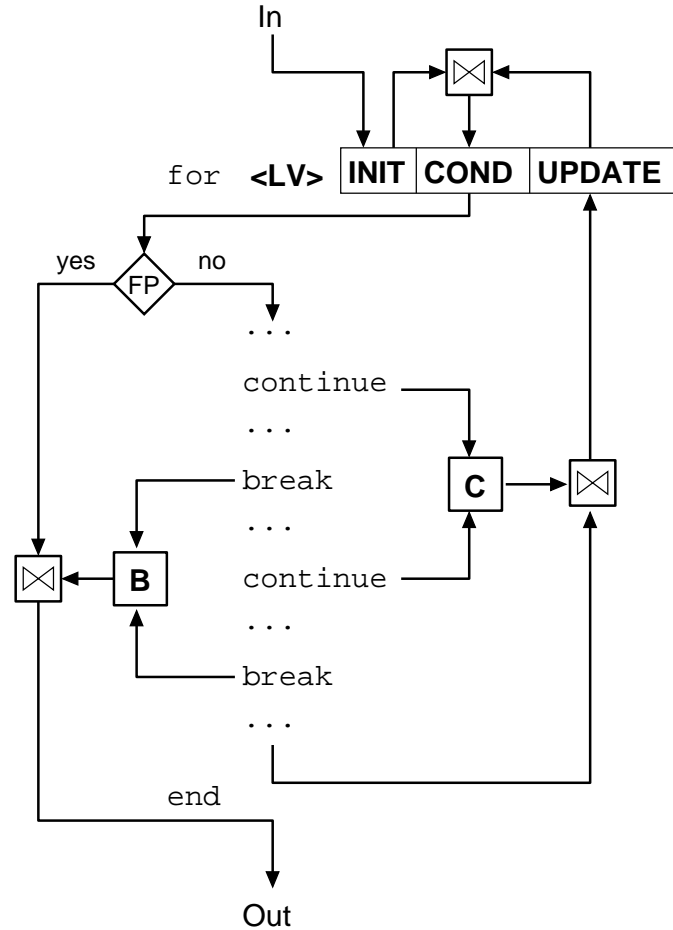 In
for <LV> INIT COND UPDATE
yes FP no
...
continue
...
C
break
...
B
continue
...
break
...
end
Out